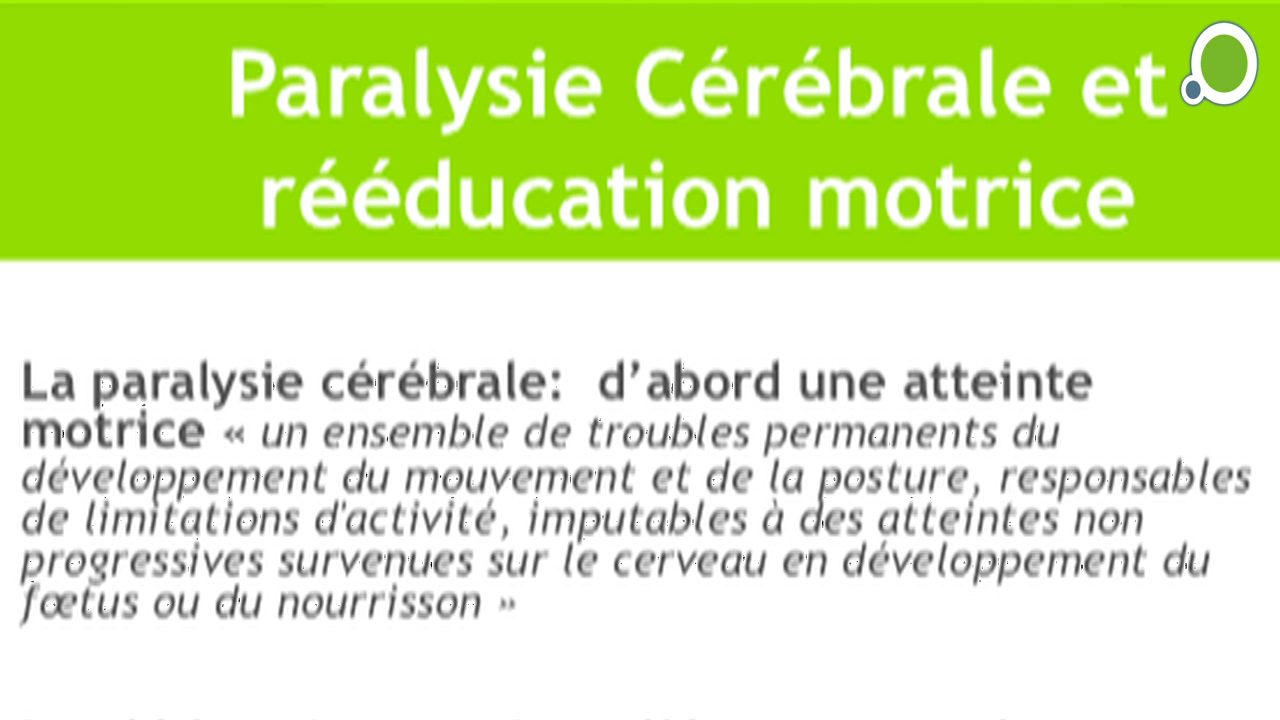 Paralysie Cérébrale et
rééducation motrice
La paralysie cérébrale: d’abord une atteinte
motrice « un ensemble de troubles permanents du
développement du mouvement et de la posture, responsables
de limitations d'activité, imputables à des atteintes non
progressives survenues sur le cerveau en développement du
fœtus ou du nourrisson »